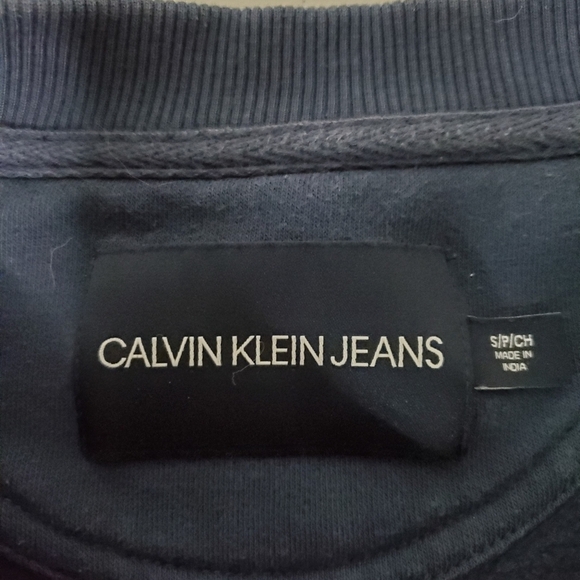 CALVIN KLEIN JEANS
S/P/CH
MADE IN
INDIA